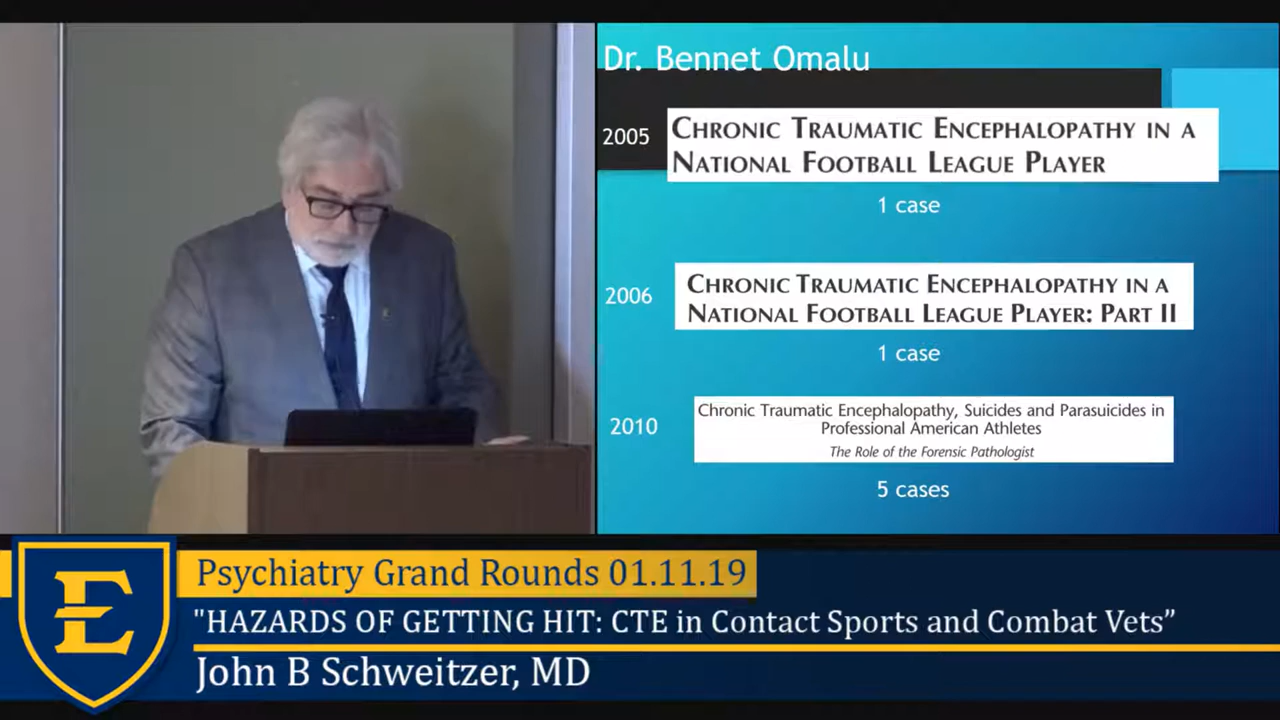 Dr. Bennet Omalu
2005
CHRONIC TRAUMATIC ENCEPHALOPATHY IN A
NATIONAL FOOTBALL LEAGUE PLAYER
1 case
2006
CHRONIC TRAUMATIC ENCEPHALOPATHY IN A
NATIONAL FOOTBALL LEAGUE PLAYER: PART II
1 case
2010
Chronic Traumatic Encephalopathy, Suicides and Parasuicides in
Professional American Athletes
The Role of the Forensic Pathologist
5 cases
E
Psychiatry Grand Rounds 01.11.19
"HAZARDS OF GETTING HIT: CTE in Contact Sports and Combat Vets”
John B Schweitzer, MD